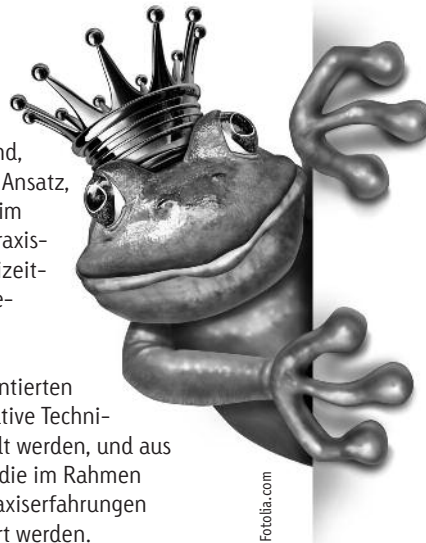 nd,
Ansatz,
im
raxis-
izeit-
e-
ntierten
ative Techni-
lt werden, und aus
die im Rahmen
axiserfahrungen
rt werden.
Fotolia.com